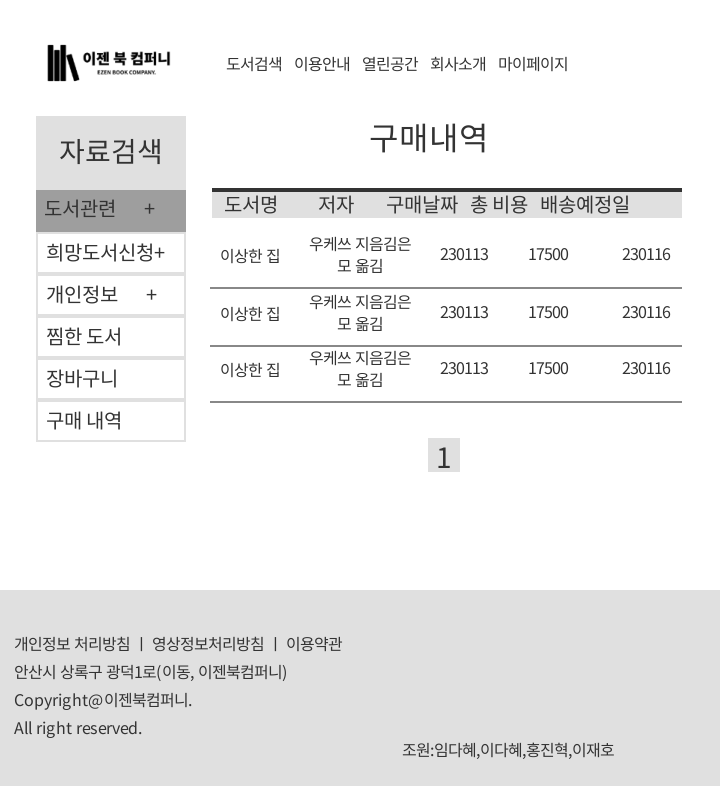 이젠 북 컴퍼니
EZEN BOOK COMPANY.
도서검색 이용안내 열린공간 회사소개 마이페이지
자료검색
도서관련 +
희망도서신청+
개인정보 +
찜한 도서
장바구니
구매 내역
구매내역
도서명 저자 구매날짜 총 비용 배송예정일
이상한 집 우케쓰 지음김은 230113 17500 230116
모 옮김
이상한 집 우케쓰 지음김은 230113 17500 230116
모 옮김
이상한 집 우케쓰 지음김은 230113 17500 230116
모 옮김
1
개인정보 처리방침 ㅣ 영상정보처리방침 ㅣ 이용약관
안산시 상록구 광덕1로(이동, 이젠북컴퍼니)
Copyright@이젠북컴퍼니.
All right reserved.
조원:임다혜,이다혜,홍진혁,이재호